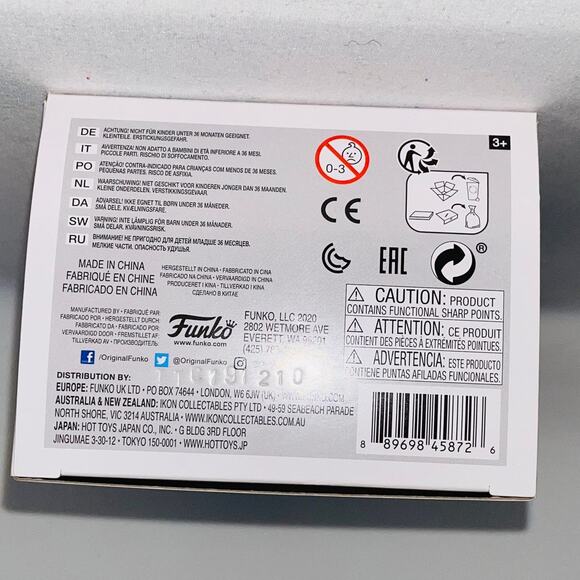 DE ACHTUNG! NICHT FÜR KINDER UNTER 36 MONATEN GEEIGNET.
KLEINTEILE. ERSTICKUNGSGEFAHR.
IT AVVERTENZA! NON ADATTO A BAMBINI DI ETÀ INFERIORE A 36 MESI.
PICCOLE PARTI. RISCHIO DI SOFFOCAMENTO.
PO ATENÇÃO! CONTRA-INDICADO PARA CRIANÇAS COM MENOS DE 36 MESES.
PEQUENAS PARTES. RISCO DE ASFIXIA.
NL WAARSCHUWING! NIET GESCHIKT VOOR KINDEREN JONGER DAN 36 MAANDEN.
KLEINE ONDERDELEN. VERSTIKKINGSGEVAAR.
DA ADVARSEL! IKKE EGNET TIL BØRN UNDER 36 MÅNEDER.
SMÅ DELE. KVÆLNINGSFARE.
SW VARNING! INTE LÄMPLIG FÖR BARN UNDER 36 MÅNADER.
SMÅ DELAR. KVÄVNINGSRISK.
RU ВНИМАНИЕ! НЕ ПРИГОДНО ДЛЯ ДЕТЕЙ МЛАДШЕ 36 МЕСЯЦЕВ.
МЕЛКИЕ ЧАСТИ. ОПАСНОСТЬ УДУШЬЯ.
0-3
3+
CE
EAC
®
MADE IN CHINA
FABRIQUÉ EN CHINE
FABRICADO EN CHINA
HERGESTELLT IN CHINA • FABBRICATO IN CINA
FABRICADO NA CHINA • VERVAARDIGD IN CHINA
PRODUCERET I KINA • TILLVERKAD I KINA
СДЕЛАНО В КИТАЕ
MANUFACTURED BY • FABRIQUÉ PAR
FABRICADO POR • HERGESTELLT DURCH
FABBRICATO DA • FABRICADO POR
VERVAARDIGD DOOR • FREMSTILLET AF
TILLVERKAD AV • ПРОИЗВОДИТЕЛЬ:
Funko
www.funko.com
FUNKO, LLC 2020
2802 WETMORE AVE
EVERETT, WA 98201
(425)
/OriginalFunko @OriginalFunko
210
⚠ CAUTION: PRODUCT
CONTAINS FUNCTIONAL SHARP POINTS.
⚠ ATTENTION: CE PRODUIT
CONTIENT DES PIÈCES À EXTRÉMITÉS POINTUES.
⚠ ADVERTENCIA: ESTE PRODUCTO
CONTIENE PUNTAS AFILADAS FUNCIONALES.
DISTRIBUTION BY:
EUROPE: FUNKO UK LTD • PO BOX 74644 • LONDON, W6 6JW (UK)
AUSTRALIA & NEW ZEALAND: IKON COLLECTABLES PTY LTD • 49-59 SEABEACH PARADE
NORTH SHORE, VIC 3214 AUSTRALIA • WWW.IKONCOLLECTABLES.COM.AU
JAPAN: HOT TOYS JAPAN CO., INC. • G BLDG 3RD FLOOR
JINGUMAE 3-30-12 • TOKYO 150-0001 • WWW.HOTTOYS.JP
8 89698 45872 6